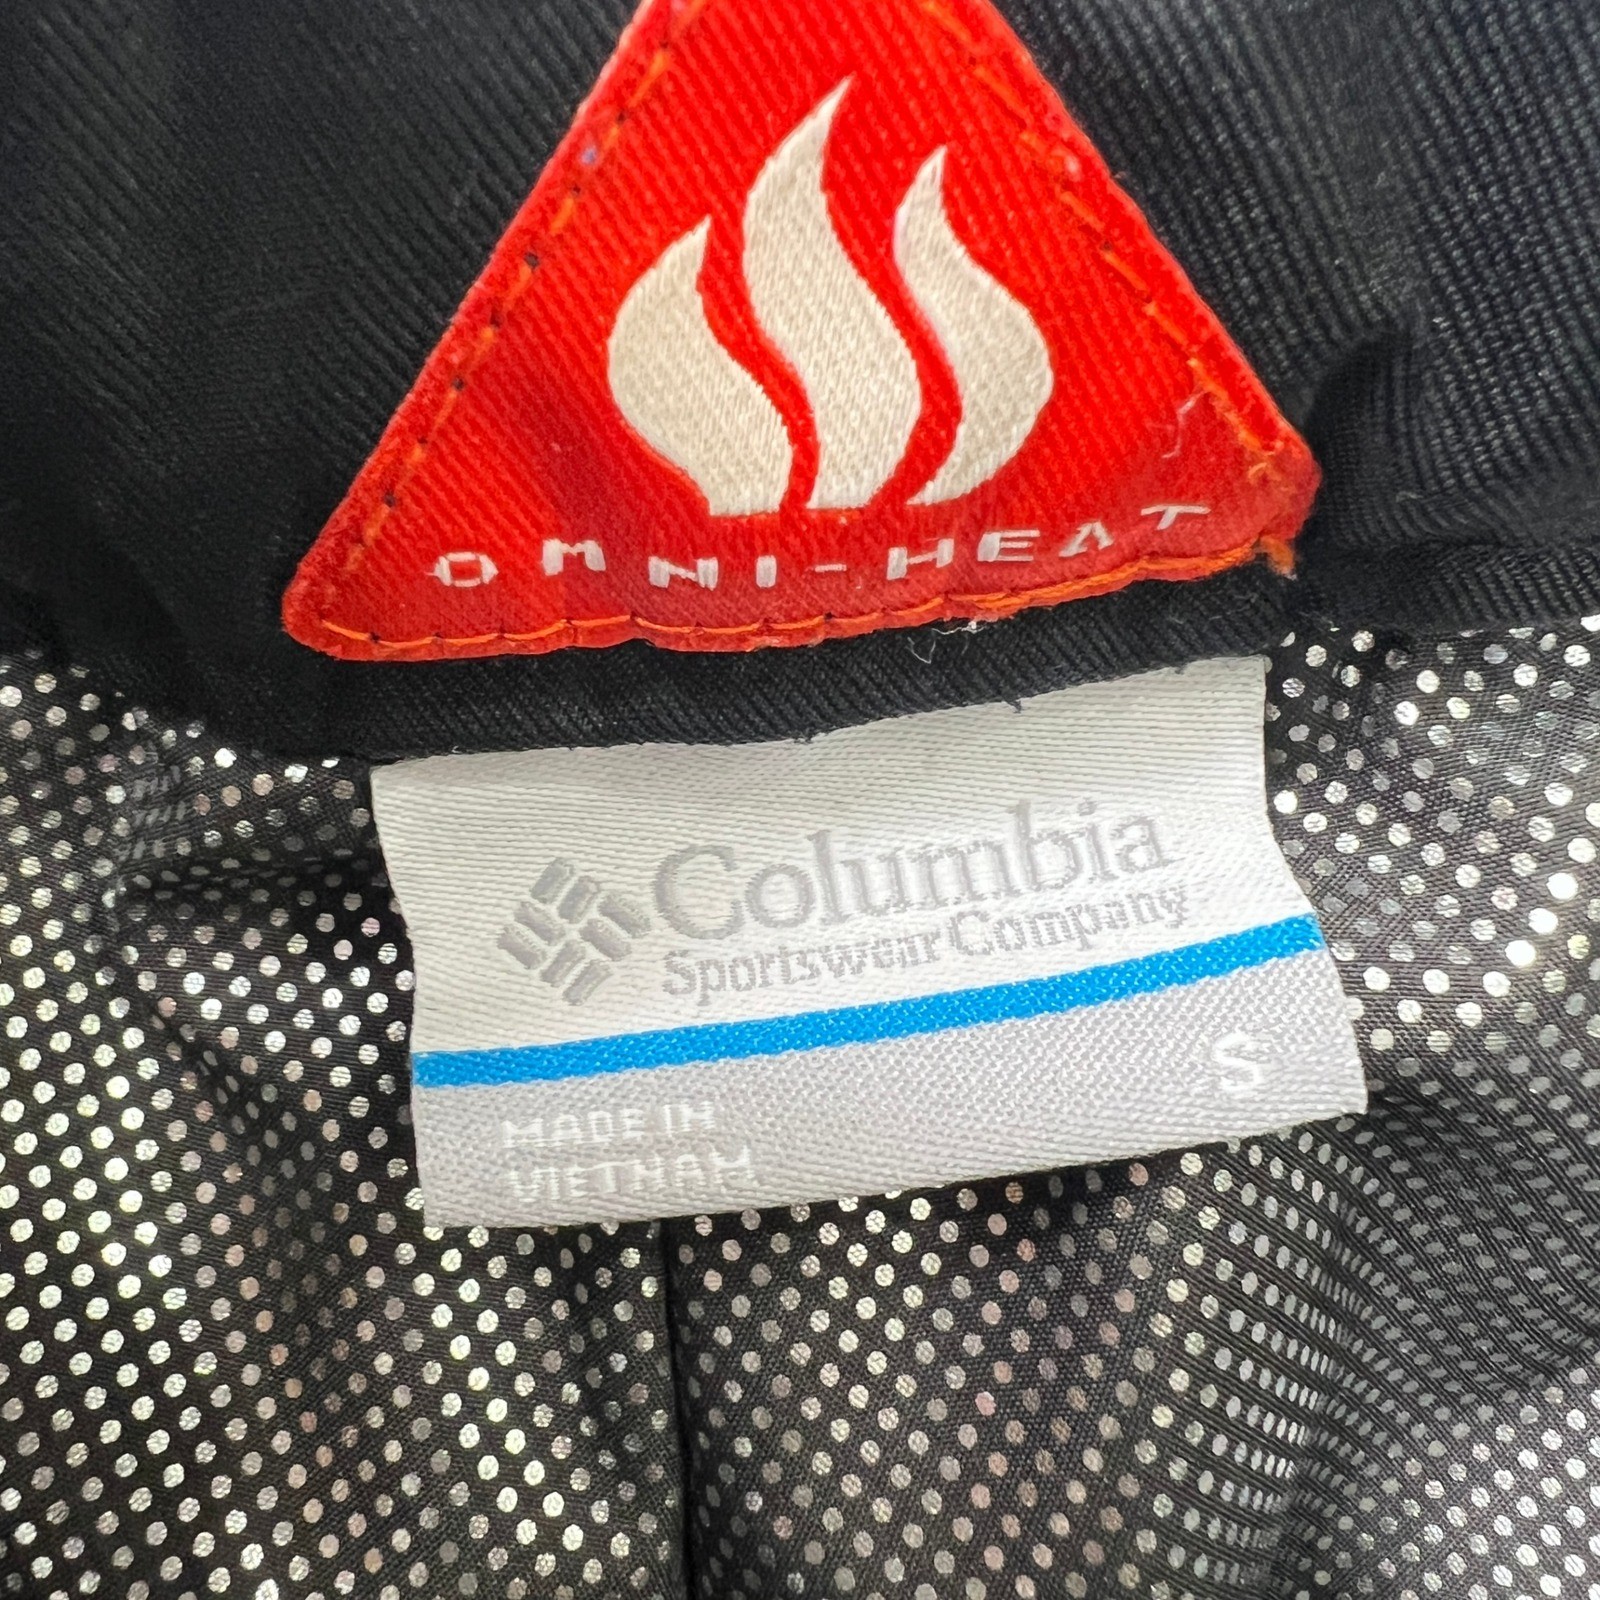 OMNI-HEAT
Columbia
Sportswear Company
S
MADE IN
VIETNAM